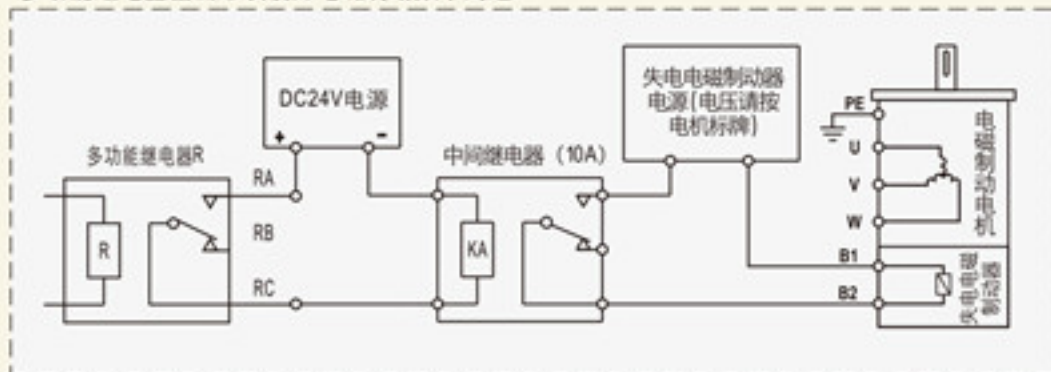 DC24V电源
+
-
失电电磁制动器
电源(电压请按
电机标牌)
多功能继电器R
中间继电器 (10A)
RA
RB
RC
R
KA
PE
U
V
W
B1
B2
电磁制动电机
失电电磁
制动器